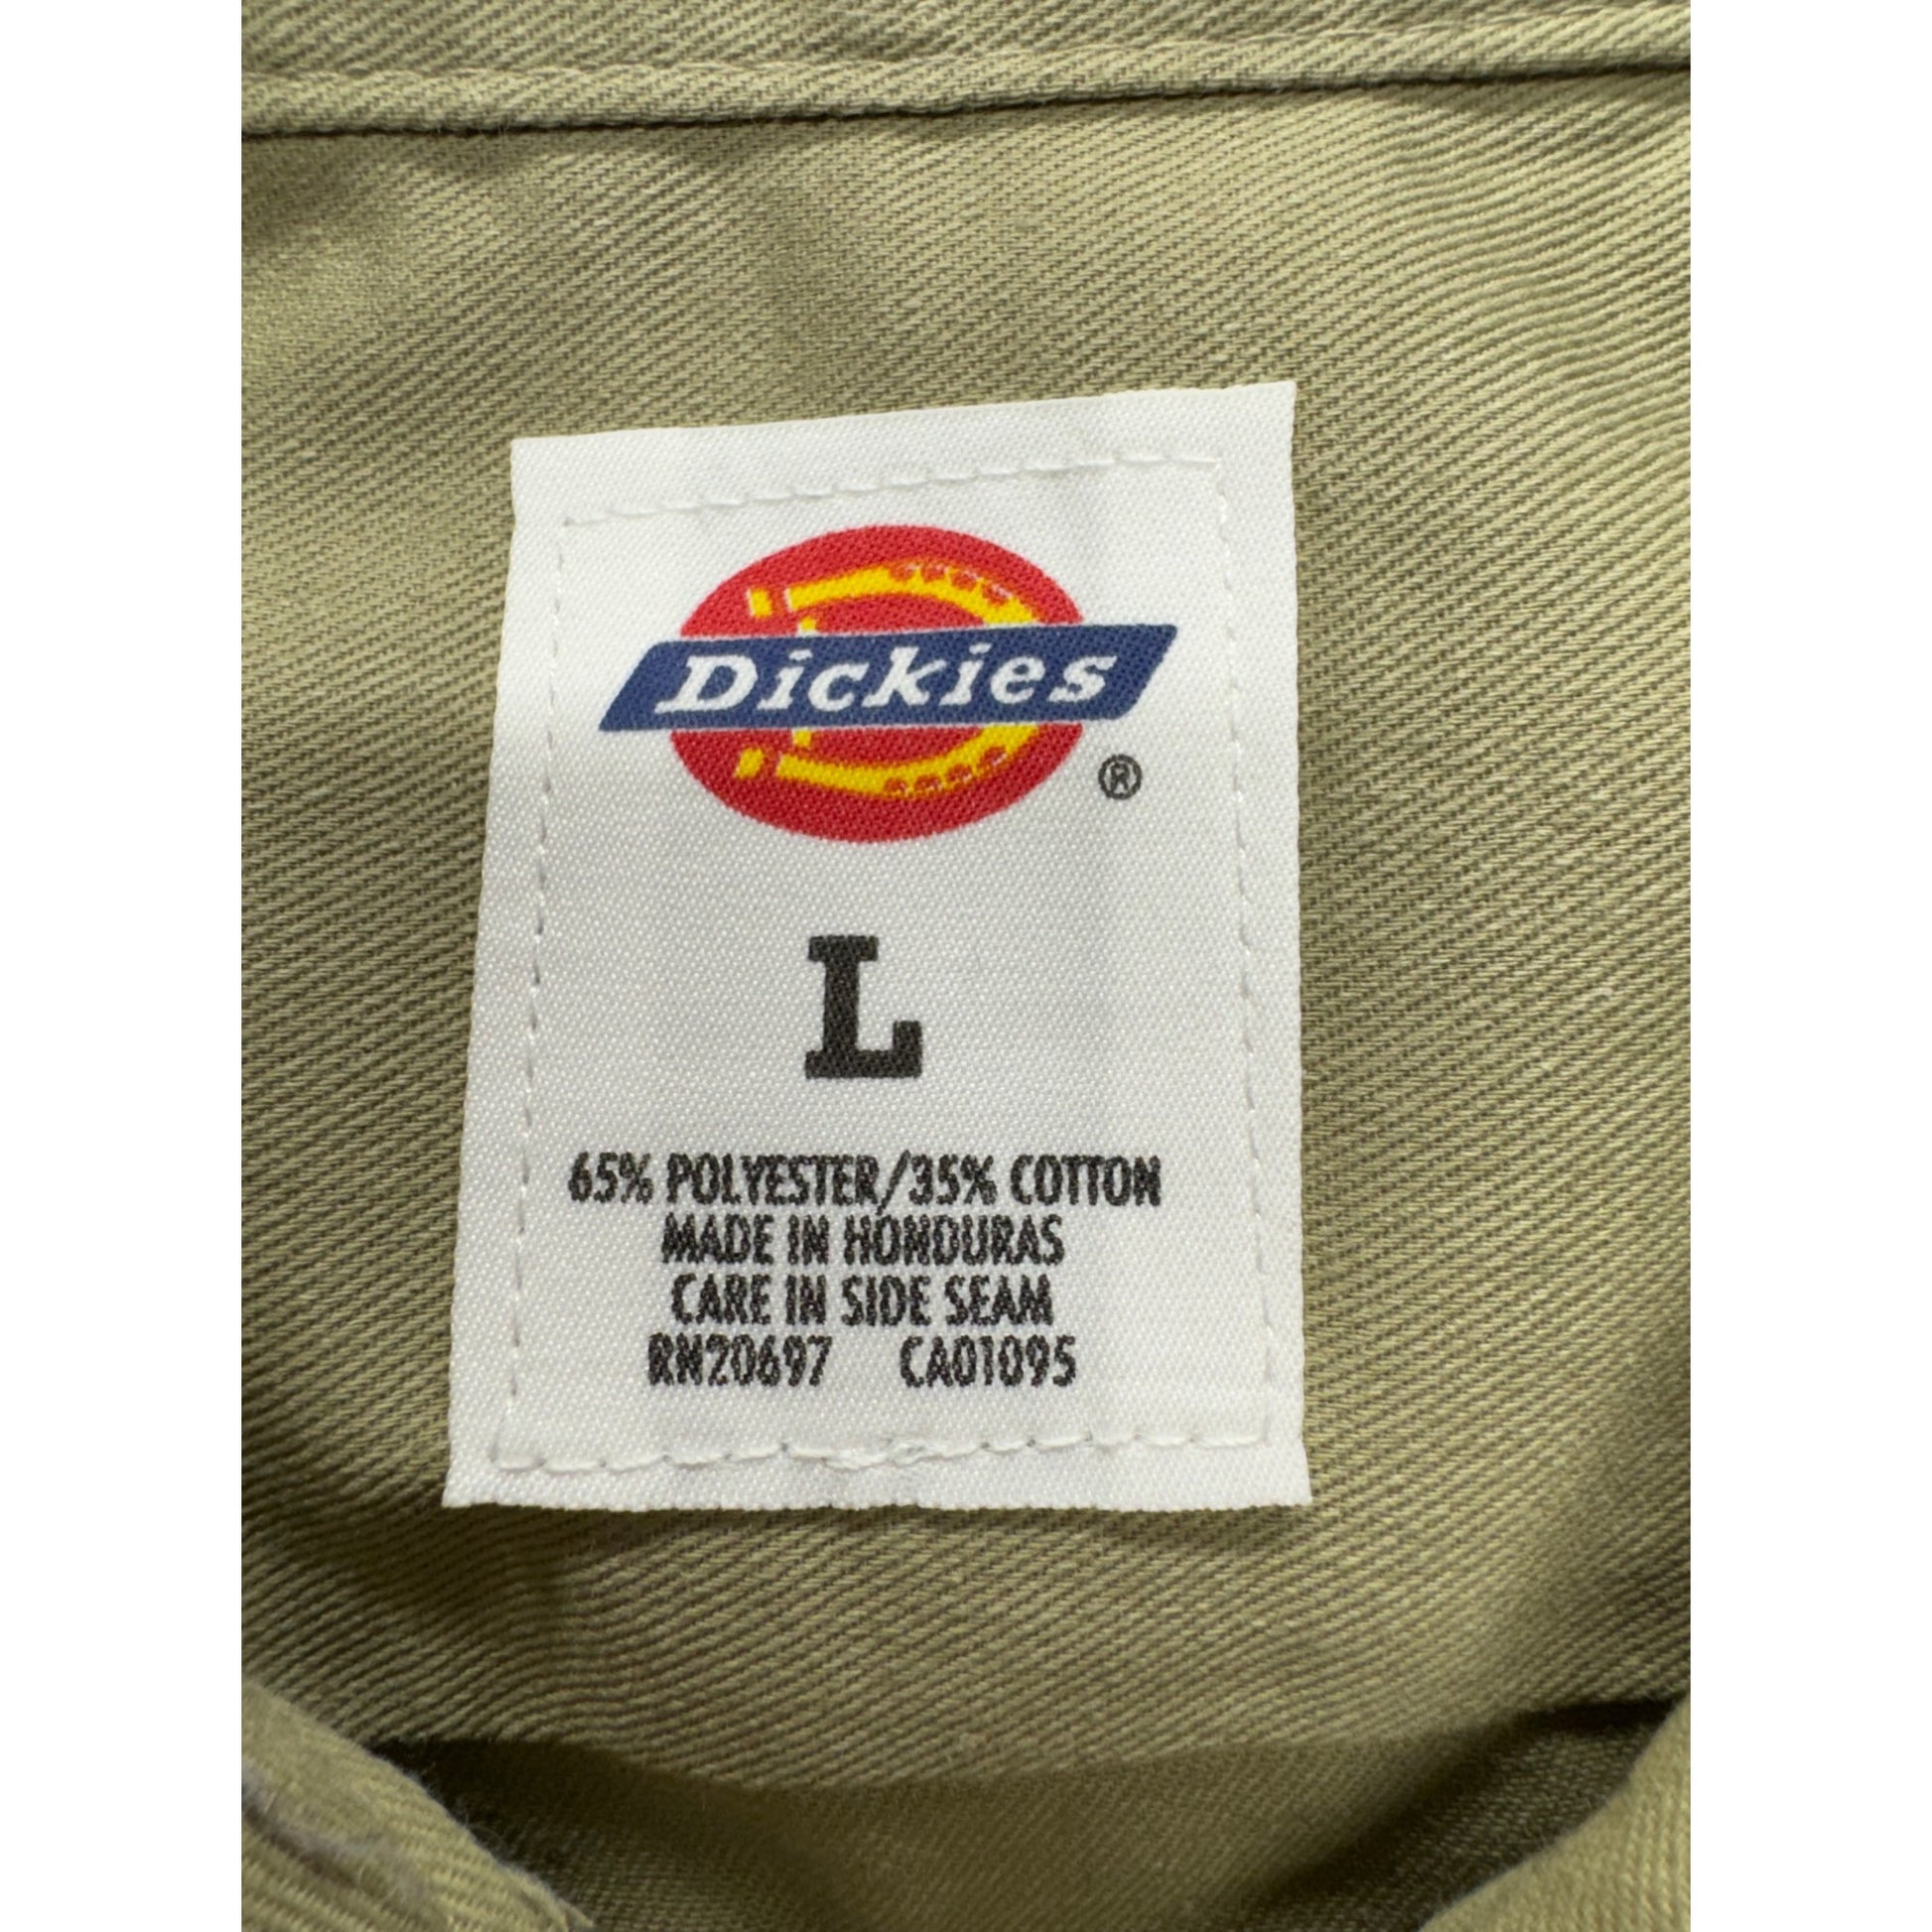 Dickies
®
L
65% POLYESTER/35% COTTON
MADE IN HONDURAS
CARE IN SIDE SEAM
RN20697 CA01095